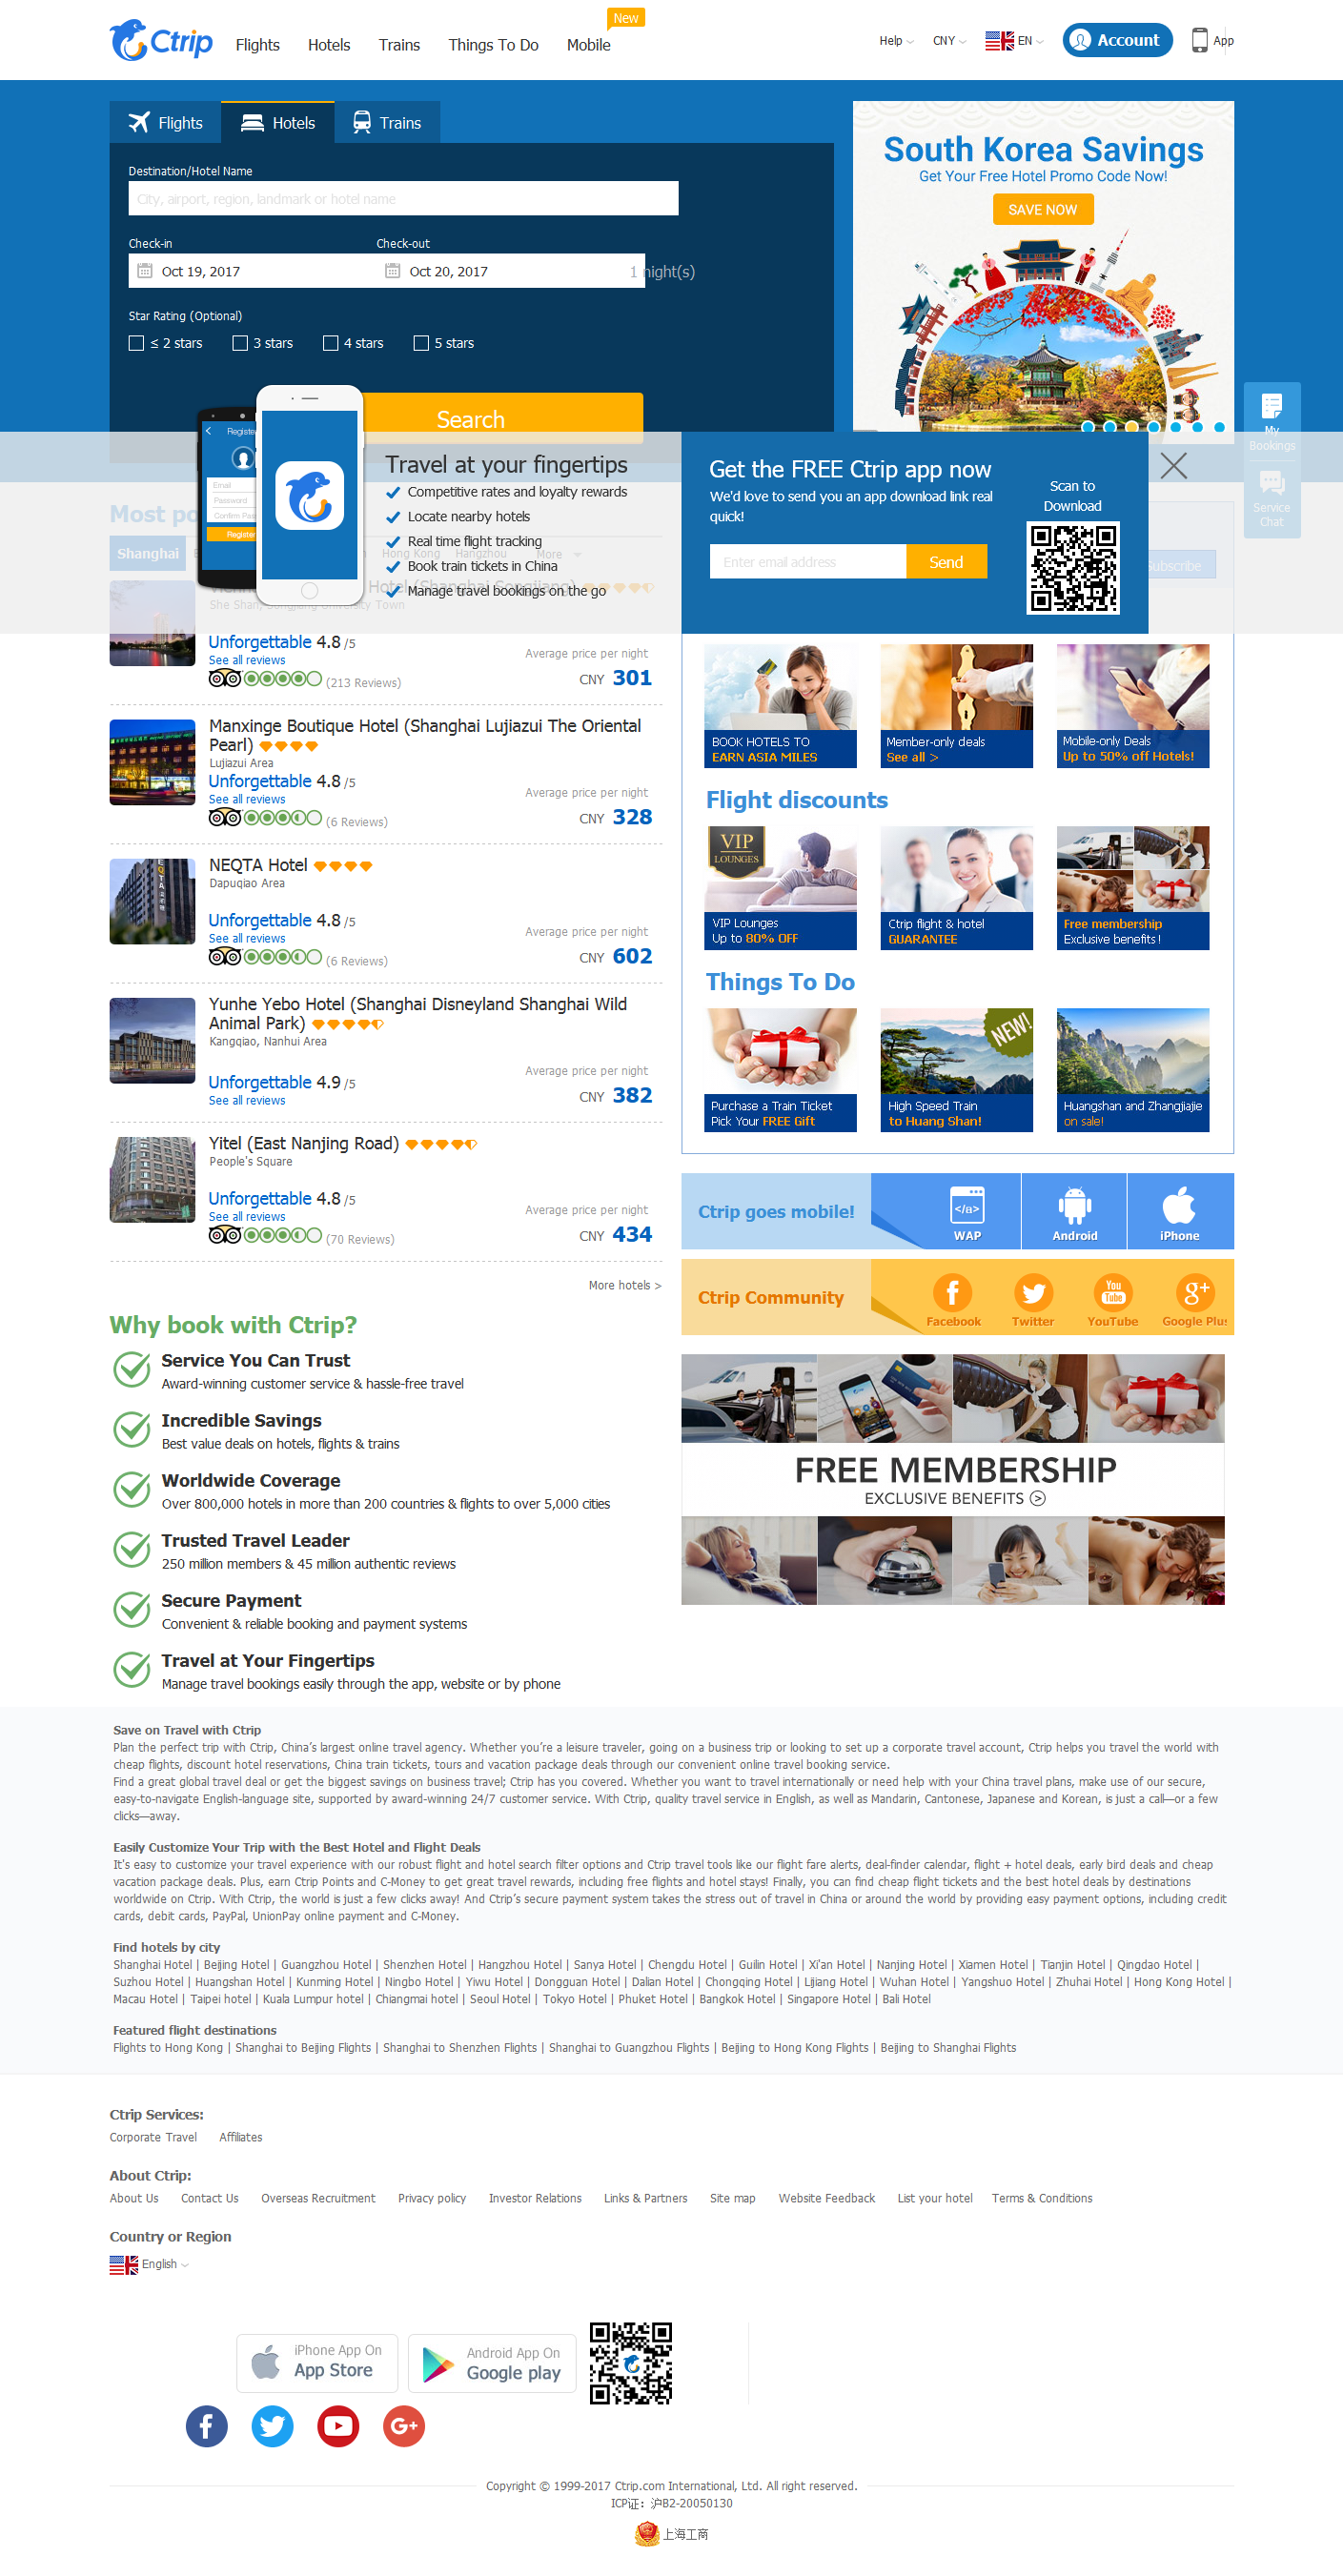 Ctrip
Flights
Hotels
Trains
Things To Do
Mobile
New
Help
CNY
EN
Account
App
Flights
Hotels
Trains
Destination/Hotel Name
City, airport, region, landmark or hotel name
Check-in
Check-out
Oct 19, 2017
Oct 20, 2017
1 night(s)
Star Rating (Optional)
≤ 2 stars
3 stars
4 stars
5 stars
Search
South Korea Savings
Get Your Free Hotel Promo Code Now!
SAVE NOW
My
Bookings
Service
Chat
Register
Email
Password
Register
Travel at your fingertips
Competitive rates and loyalty rewards
Locate nearby hotels
Real time flight tracking
Book train tickets in China
Manage travel bookings on the go
Get the FREE Ctrip app now
We'd love to send you an app download link real
quick!
Enter email address
Send
Scan to
Download
Subscribe
Most
Shanghai
Hong Kong
Hangzhou
More
Hotel (Shanghai Songjiang)
She Shan, Songjiang University Town
Unforgettable 4.8 /5
See all reviews
(213 Reviews)
Average price per night
CNY 301
Manxinge Boutique Hotel (Shanghai Lujiazui The Oriental
Pearl)
Lujiazui Area
Unforgettable 4.8 /5
See all reviews
(6 Reviews)
Average price per night
CNY 328
NEQTA Hotel
Dapuqiao Area
Unforgettable 4.8 /5
See all reviews
(6 Reviews)
Average price per night
CNY 602
Yunhe Yebo Hotel (Shanghai Disneyland Shanghai Wild
Animal Park)
Kangqiao, Nanhui Area
Unforgettable 4.9 /5
See all reviews
Average price per night
CNY 382
Yitel (East Nanjing Road)
People's Square
Unforgettable 4.8 /5
See all reviews
(70 Reviews)
Average price per night
CNY 434
More hotels >
BOOK HOTELS TO
EARN ASIA MILES
Member-only deals
See all >
Mobile-only Deals
Up to 50% off Hotels!
Flight discounts
VIP
LOUNGES
VIP Lounges
Up to 80% OFF
Ctrip flight & hotel
GUARANTEE
Free membership
Exclusive benefits !
Things To Do
Purchase a Train Ticket
Pick Your FREE Gift
NEW!
High Speed Train
to Huang Shan!
Huangshan and Zhangjiajie
on sale!
Ctrip goes mobile!
</a>
WAP
Android
iPhone
Ctrip Community
Facebook
Twitter
You
Tube
YouTube
g+
Google Plus
FREE MEMBERSHIP
EXCLUSIVE BENEFITS
Why book with Ctrip?
Service You Can Trust
Award-winning customer service & hassle-free travel
Incredible Savings
Best value deals on hotels, flights & trains
Worldwide Coverage
Over 800,000 hotels in more than 200 countries & flights to over 5,000 cities
Trusted Travel Leader
250 million members & 45 million authentic reviews
Secure Payment
Convenient & reliable booking and payment systems
Travel at Your Fingertips
Manage travel bookings easily through the app, website or by phone
Save on Travel with Ctrip
Plan the perfect trip with Ctrip, China's largest online travel agency. Whether you're a leisure traveler, going on a business trip or looking to set up a corporate travel account, Ctrip helps you travel the world with
cheap flights, discount hotel reservations, China train tickets, tours and vacation package deals through our convenient online travel booking service.
Find a great global travel deal or get the biggest savings on business travel; Ctrip has you covered. Whether you want to travel internationally or need help with your China travel plans, make use of our secure,
easy-to-navigate English-language site, supported by award-winning 24/7 customer service. With Ctrip, quality travel service in English, as well as Mandarin, Cantonese, Japanese and Korean, is just a call—or a few
clicks—away.
Easily Customize Your Trip with the Best Hotel and Flight Deals
It's easy to customize your travel experience with our robust flight and hotel search filter options and Ctrip travel tools like our flight fare alerts, deal-finder calendar, flight + hotel deals, early bird deals and cheap
vacation package deals. Plus, earn Ctrip Points and C-Money to get great travel rewards, including free flights and hotel stays! Finally, you can find cheap flight tickets and the best hotel deals by destinations
worldwide on Ctrip. With Ctrip, the world is just a few clicks away! And Ctrip's secure payment system takes the stress out of travel in China or around the world by providing easy payment options, including credit
cards, debit cards, PayPal, UnionPay online payment and C-Money.
Find hotels by city
Shanghai Hotel | Beijing Hotel | Guangzhou Hotel | Shenzhen Hotel | Hangzhou Hotel | Sanya Hotel | Chengdu Hotel | Guilin Hotel | Xi'an Hotel | Nanjing Hotel | Xiamen Hotel | Tianjin Hotel | Qingdao Hotel |
Suzhou Hotel | Huangshan Hotel | Kunming Hotel | Ningbo Hotel | Yiwu Hotel | Dongguan Hotel | Dalian Hotel | Chongqing Hotel | Lijiang Hotel | Wuhan Hotel | Yangshuo Hotel | Zhuhai Hotel | Hong Kong Hotel |
Macau Hotel | Taipei hotel | Kuala Lumpur hotel | Chiangmai hotel | Seoul Hotel | Tokyo Hotel | Phuket Hotel | Bangkok Hotel | Singapore Hotel | Bali Hotel
Featured flight destinations
Flights to Hong Kong | Shanghai to Beijing Flights | Shanghai to Shenzhen Flights | Shanghai to Guangzhou Flights | Beijing to Hong Kong Flights | Beijing to Shanghai Flights
Ctrip Services:
Corporate Travel
Affiliates
About Ctrip:
About Us
Contact Us
Overseas Recruitment
Privacy policy
Investor Relations
Links & Partners
Site map
Website Feedback
List your hotel
Terms & Conditions
Country or Region
English
iPhone App On
App Store
Android App On
Google play
G+
Copyright © 1999-2017 Ctrip.com International, Ltd. All right reserved.
ICP证：沪B2-20050130
上海工商